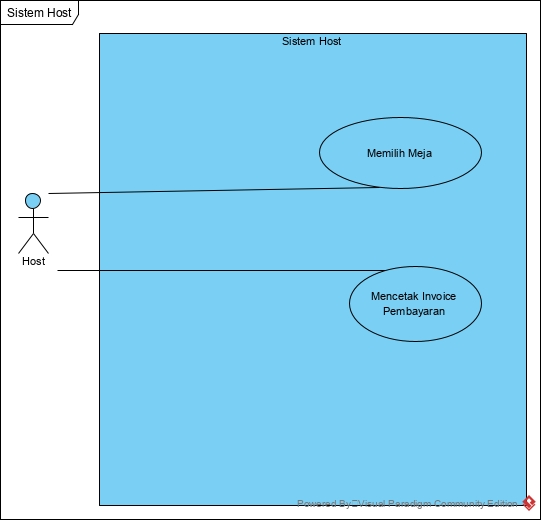 Sistem Host
Sistem Host
Memilih Meja
Host
Mencetak Invoice
Pembayaran
Powered By Visual Paradigm Community Edition